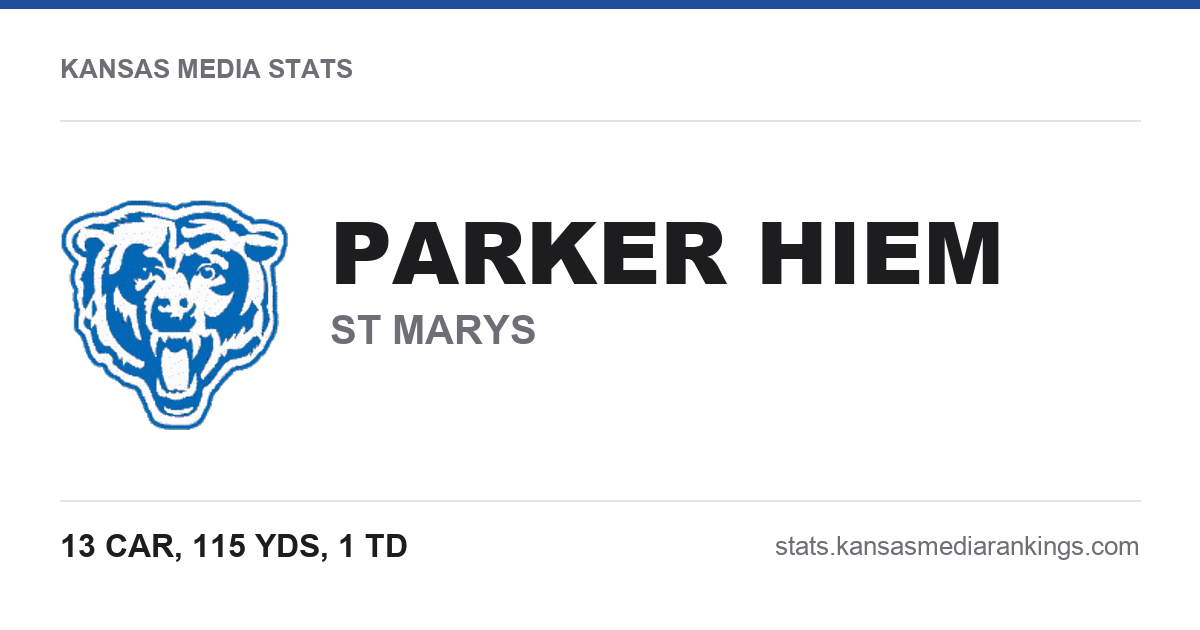 KANSAS MEDIA STATS
PARKER HIEM
ST MARYS
13 CAR, 115 YDS, 1 TD
stats.kansasmediarankings.com